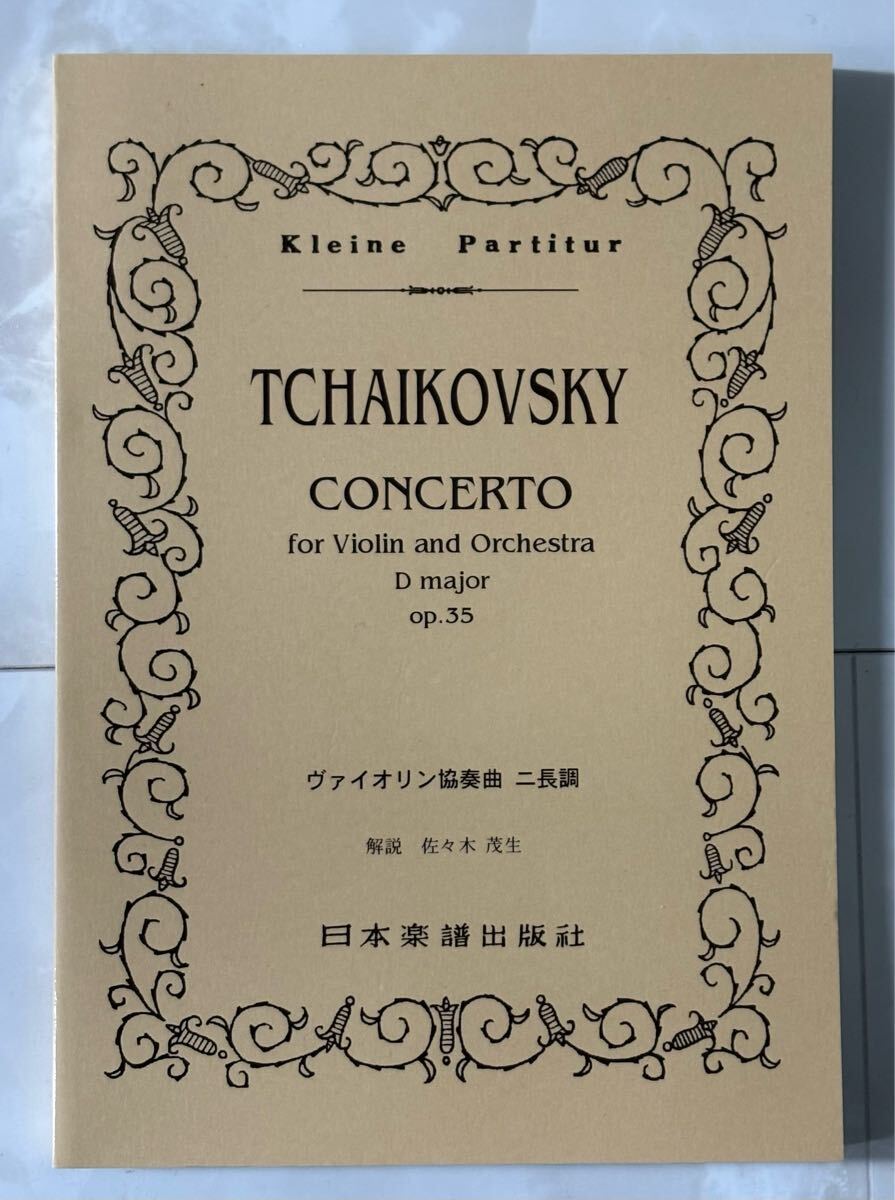 Kleine Partitur
TCHAIKOVSKY
CONCERTO
for Violin and Orchestra
D major
op.35
ヴァイオリン協奏曲 ニ長調
解説 佐々木 茂生
日本楽譜出版社